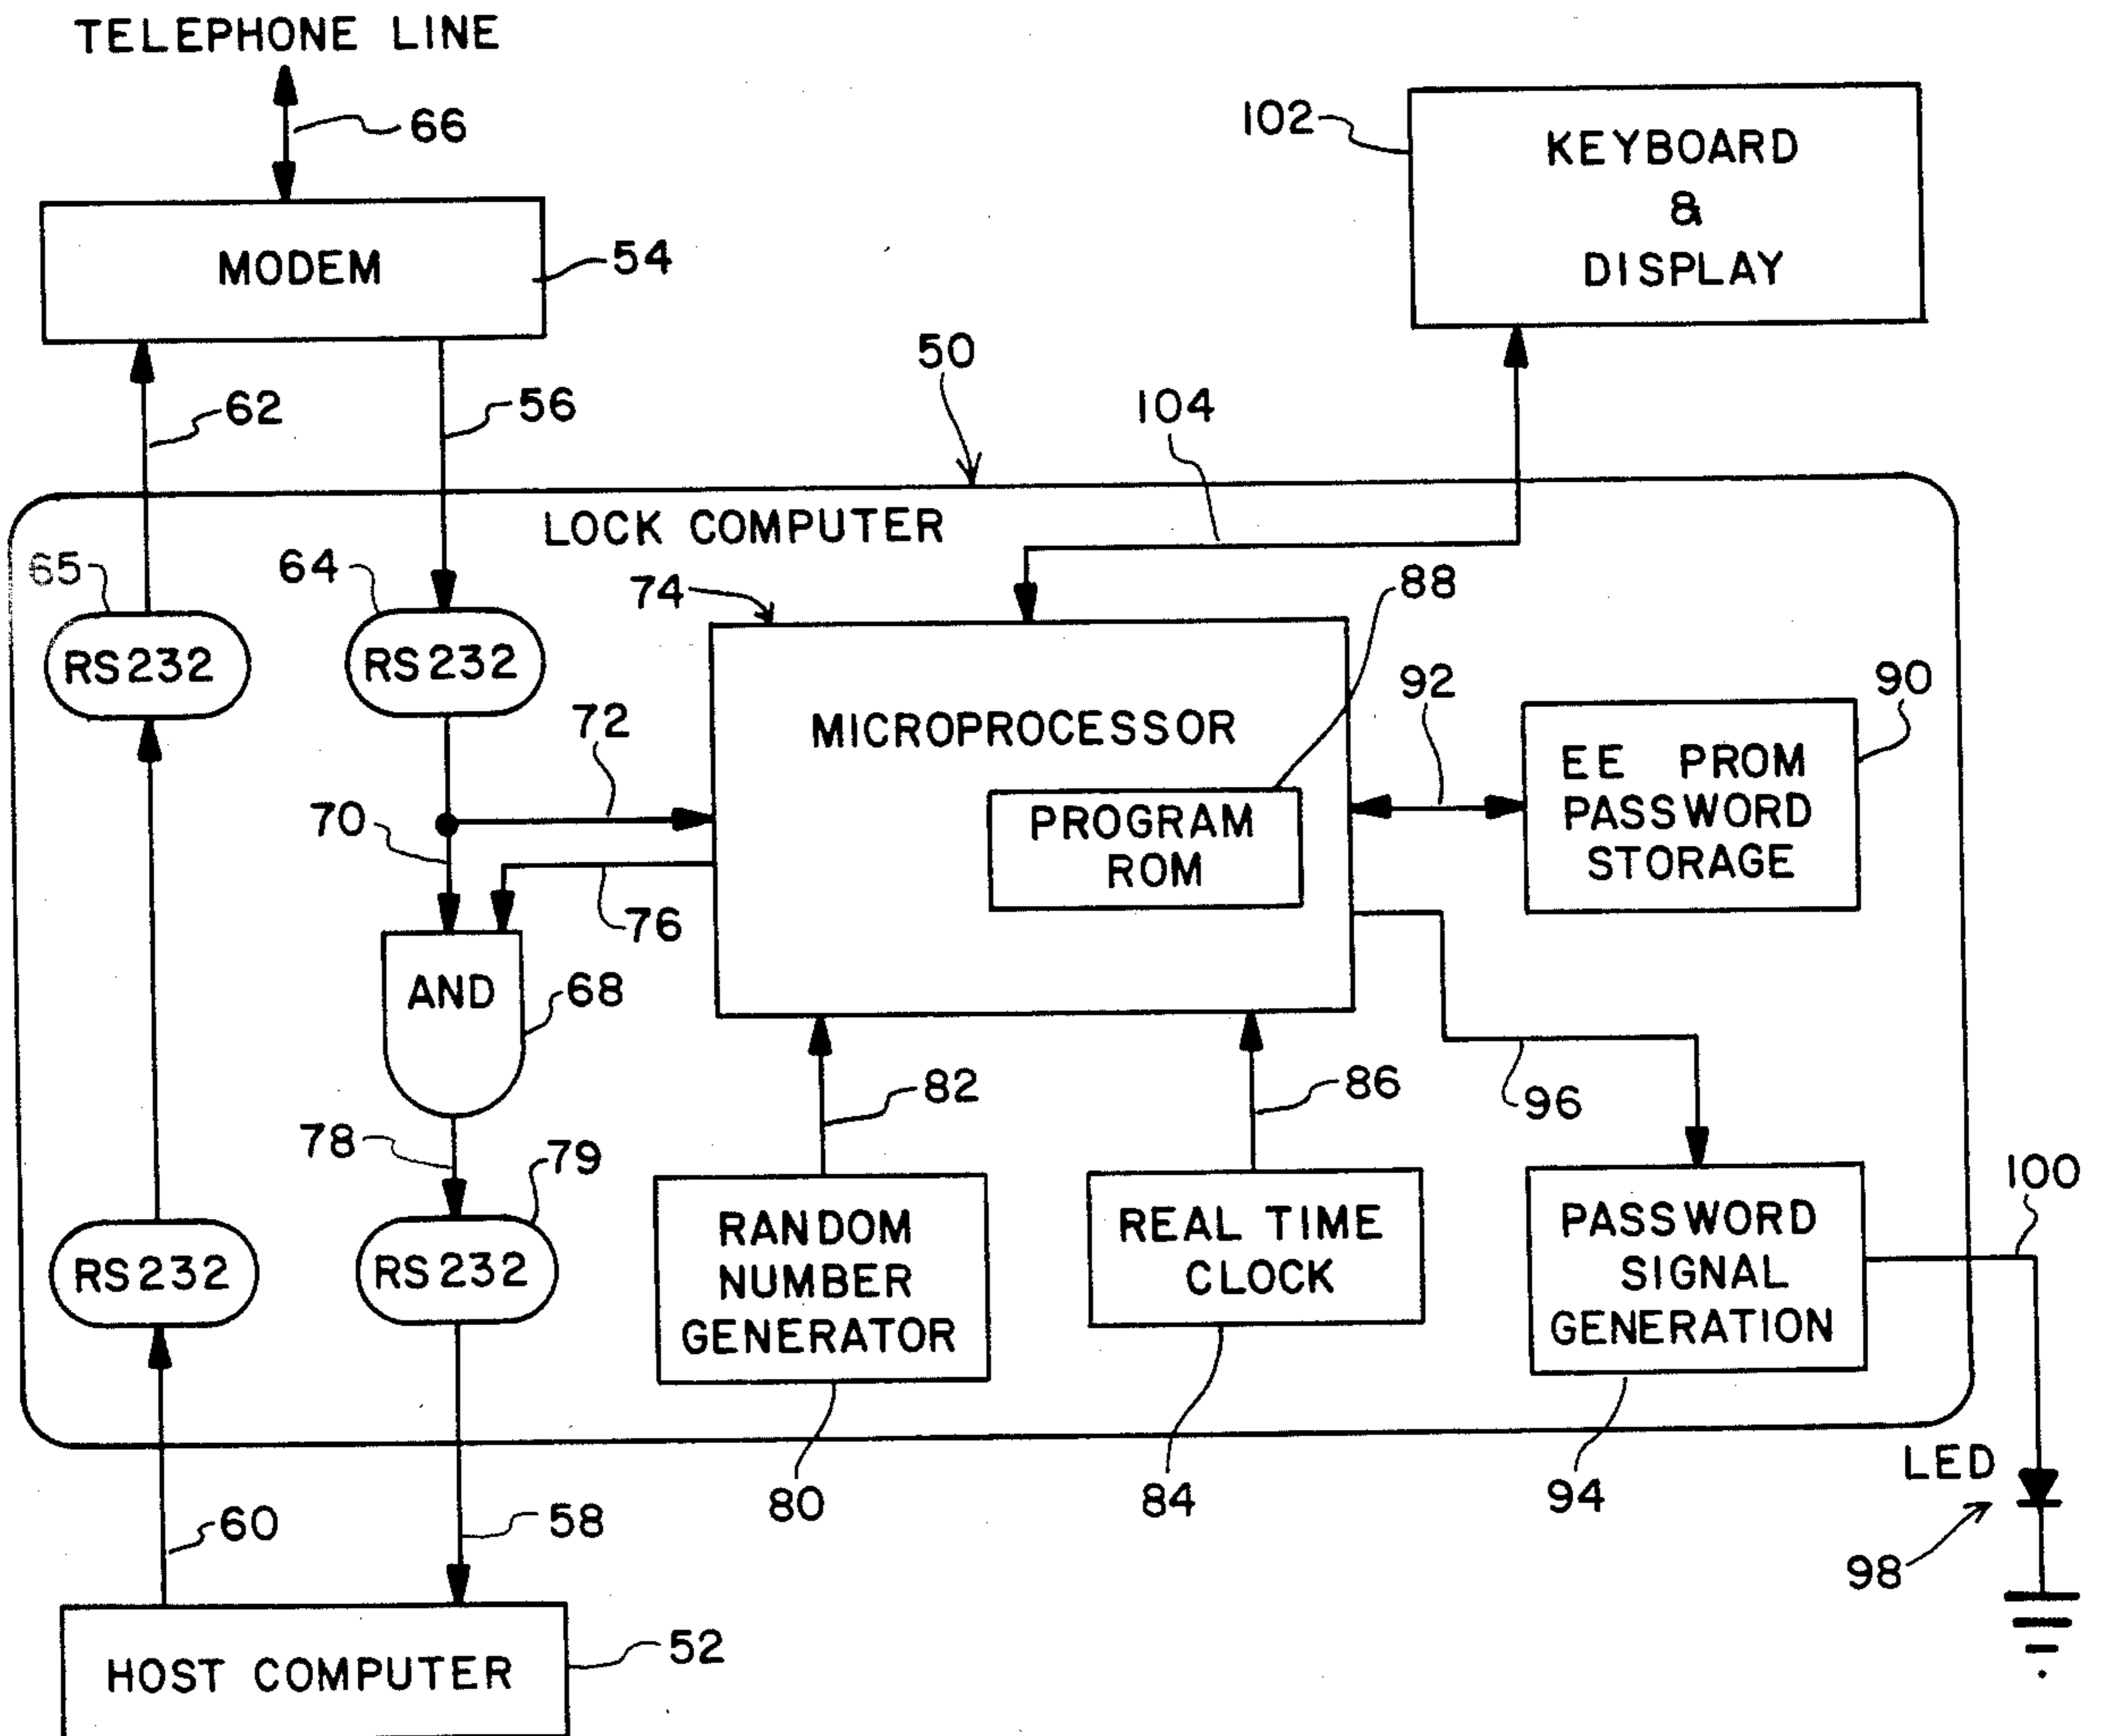 TELEPHONE LINE
66
102
KEYBOARD
&
DISPLAY
MODEM
54
50
62
56
104
LOCK COMPUTER
65
64
74
88
RS232
RS232
72
92
90
MICROPROCESSOR
EE PROM
PASSWORD
STORAGE
70
PROGRAM
ROM
76
AND
68
82
86
96
78
79
100
RANDOM
NUMBER
GENERATOR
REAL TIME
CLOCK
PASSWORD
SIGNAL
GENERATION
RS232
RS232
LED
80
84
94
60
58
98
HOST COMPUTER
52